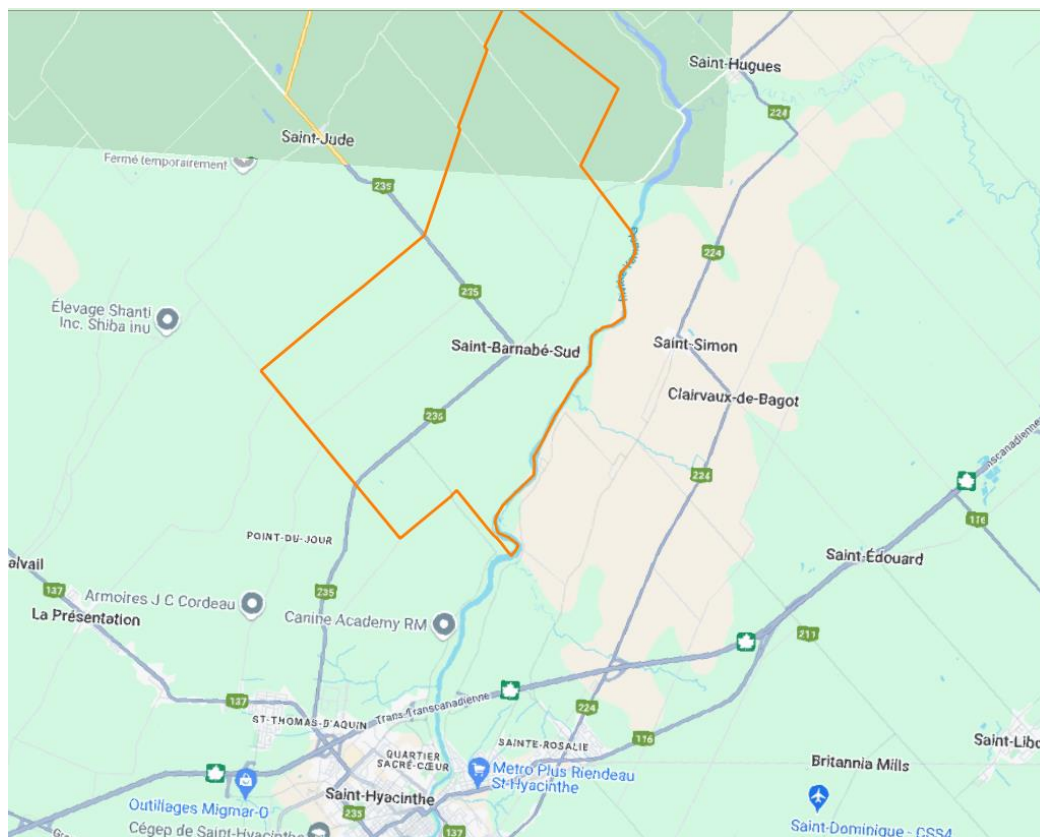 Saint-Hugues
224
Saint-Jude
Fermé temporairement
235
224
235
Élevage Shanti
Inc. Shiba inu
Saint-Barnabé-Sud
Saint-Simon
Clairvaux-de-Bagot
235
224
116
POINT-DU-JOUR
Saint-Édouard
alvail
137
235
Armoires J C Cordeau
La Présentation
Canine Academy RM
211
137
ST-THOMAS-D'AQUIN
Trans-Transcanadienne
224
116
SAINTE-ROSALIE
QUARTIER
SACRÉ-CŒUR
Saint-Libo
Britannia Mills
Metro Plus Riendeau
St-Hyacinthe
Outillages Migmar-O
Saint-Hyacinthe
235
137
Cégep de Saint-Hyacinthe
Saint-Dominique - CSS4